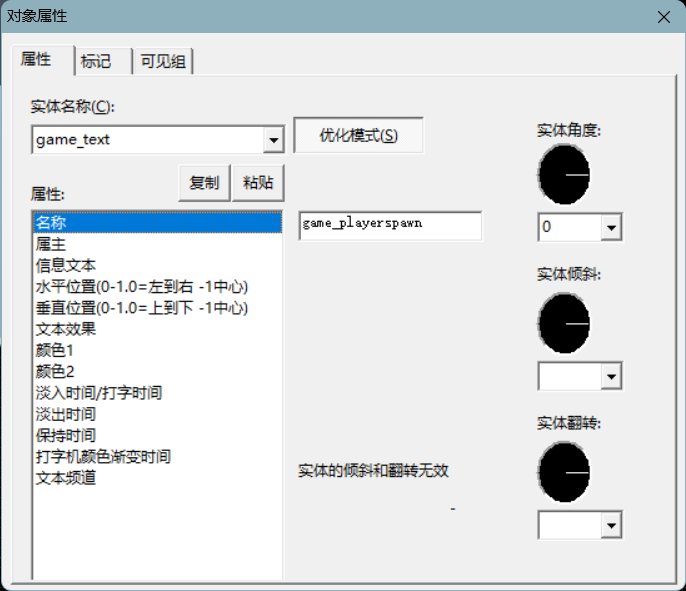 对象属性
属性
标记
可见组
实体名称(C):
game_text
优化模式(S)
实体角度:
0
复制
粘贴
属性:
名称
game_playerspawn
属主
信息文本
水平位置(0-1.0=左到右 -1中心)
垂直位置(0-1.0=上到下 -1中心)
文本效果
颜色1
颜色2
淡入时间/打字时间
淡出时间
保持时间
打字机颜色渐变时间
文本频道
实体倾斜:
实体翻转:
实体的倾斜和翻转无效
-